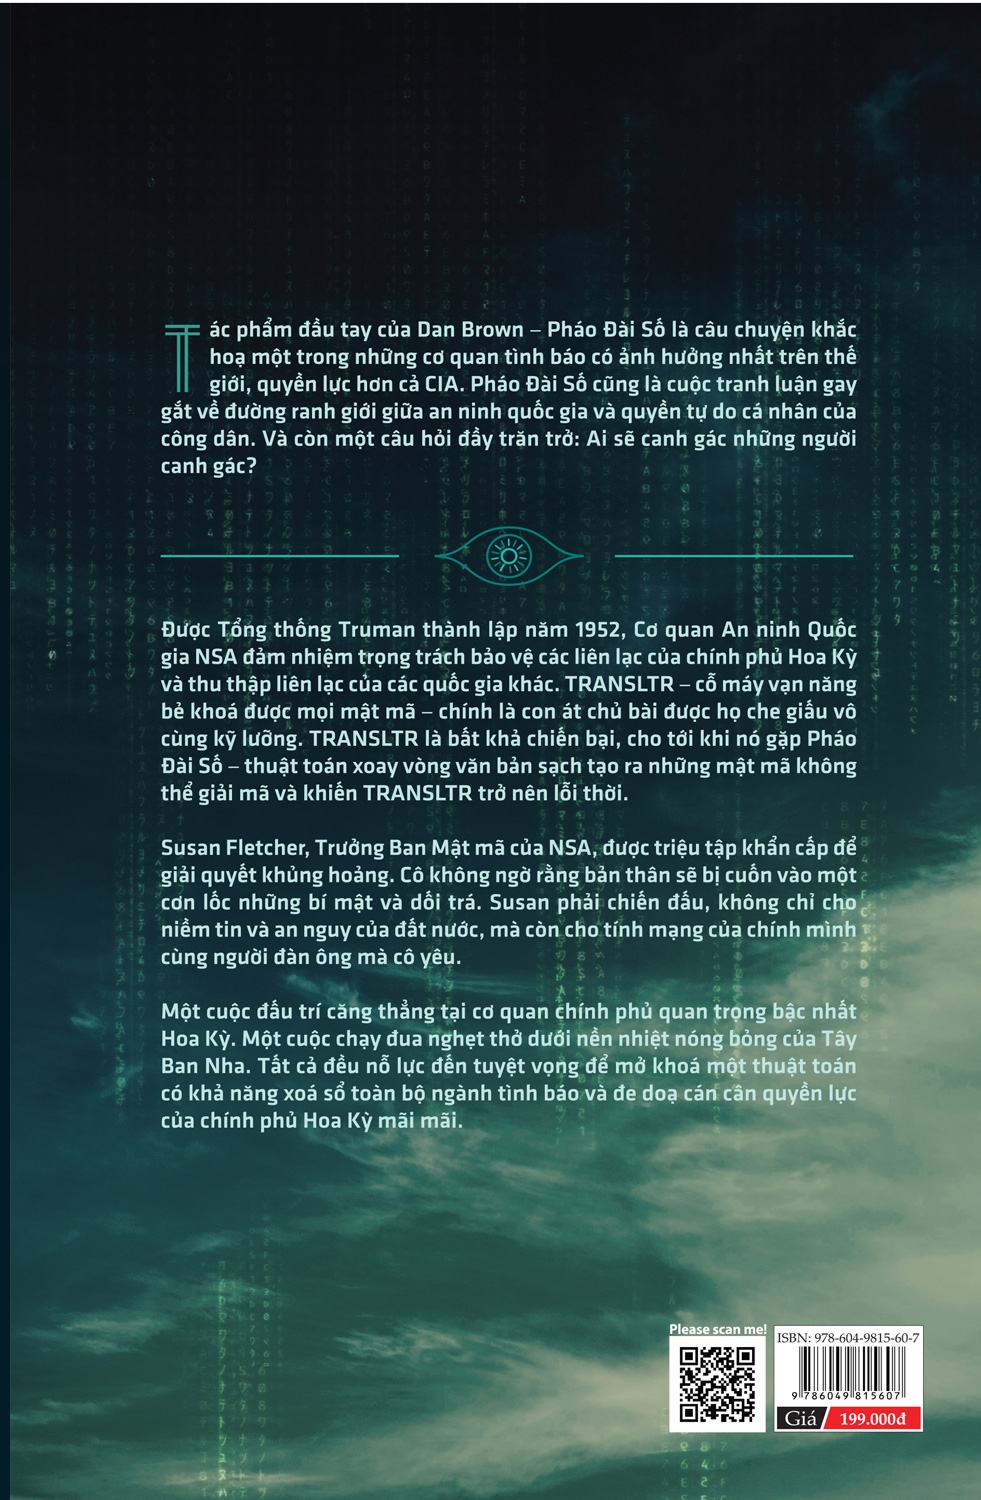 Tác phẩm đầu tay của Dan Brown – Pháo Đài Số là câu chuyện khắc
hoạ một trong những cơ quan tình báo có ảnh hưởng nhất trên thế
giới, quyền lực hơn cả CIA. Pháo Đài Số cũng là cuộc tranh luận gay
gắt về đường ranh giới giữa an ninh quốc gia và quyền tự do cá nhân của
công dân. Và còn một câu hỏi đầy trăn trở: Ai sẽ canh gác những người
canh gác?
Được Tổng thống Truman thành lập năm 1952, Cơ quan An ninh Quốc
gia NSA đảm nhiệm trọng trách bảo vệ các liên lạc của chính phủ Hoa Kỳ
và thu thập liên lạc của các quốc gia khác. TRANSLTR – cỗ máy vạn năng
bẻ khoá được mọi mật mã – chính là con át chủ bài được họ che giấu vô
cùng kỹ lưỡng. TRANSLTR là bất khả chiến bại, cho tới khi nó gặp Pháo
Đài Số – thuật toán xoay vòng văn bản sạch tạo ra những mật mã không
thể giải mã và khiến TRANSLTR trở nên lỗi thời.
Susan Fletcher, Trưởng Ban Mật mã của NSA, được triệu tập khẩn cấp để
giải quyết khủng hoảng. Cô không ngờ rằng bản thân sẽ bị cuốn vào một
cơn lốc những bí mật và dối trá. Susan phải chiến đấu, không chỉ cho
niềm tin và an nguy của đất nước, mà còn cho tính mạng của chính mình
cùng người đàn ông mà cô yêu.
Một cuộc đấu trí căng thẳng tại cơ quan chính phủ quan trọng bậc nhất
Hoa Kỳ. Một cuộc chạy đua nghẹt thở dưới nền nhiệt nóng bỏng của Tây
Ban Nha. Tất cả đều nỗ lực đến tuyệt vọng để mở khoá một thuật toán
có khả năng xoá sổ toàn bộ ngành tình báo và đe doạ cán cân quyền lực
của chính phủ Hoa Kỳ mãi mãi.
Please scan me!
ISBN: 978-604-9815-60-7
9 786049 815607
Giá 199.000đ